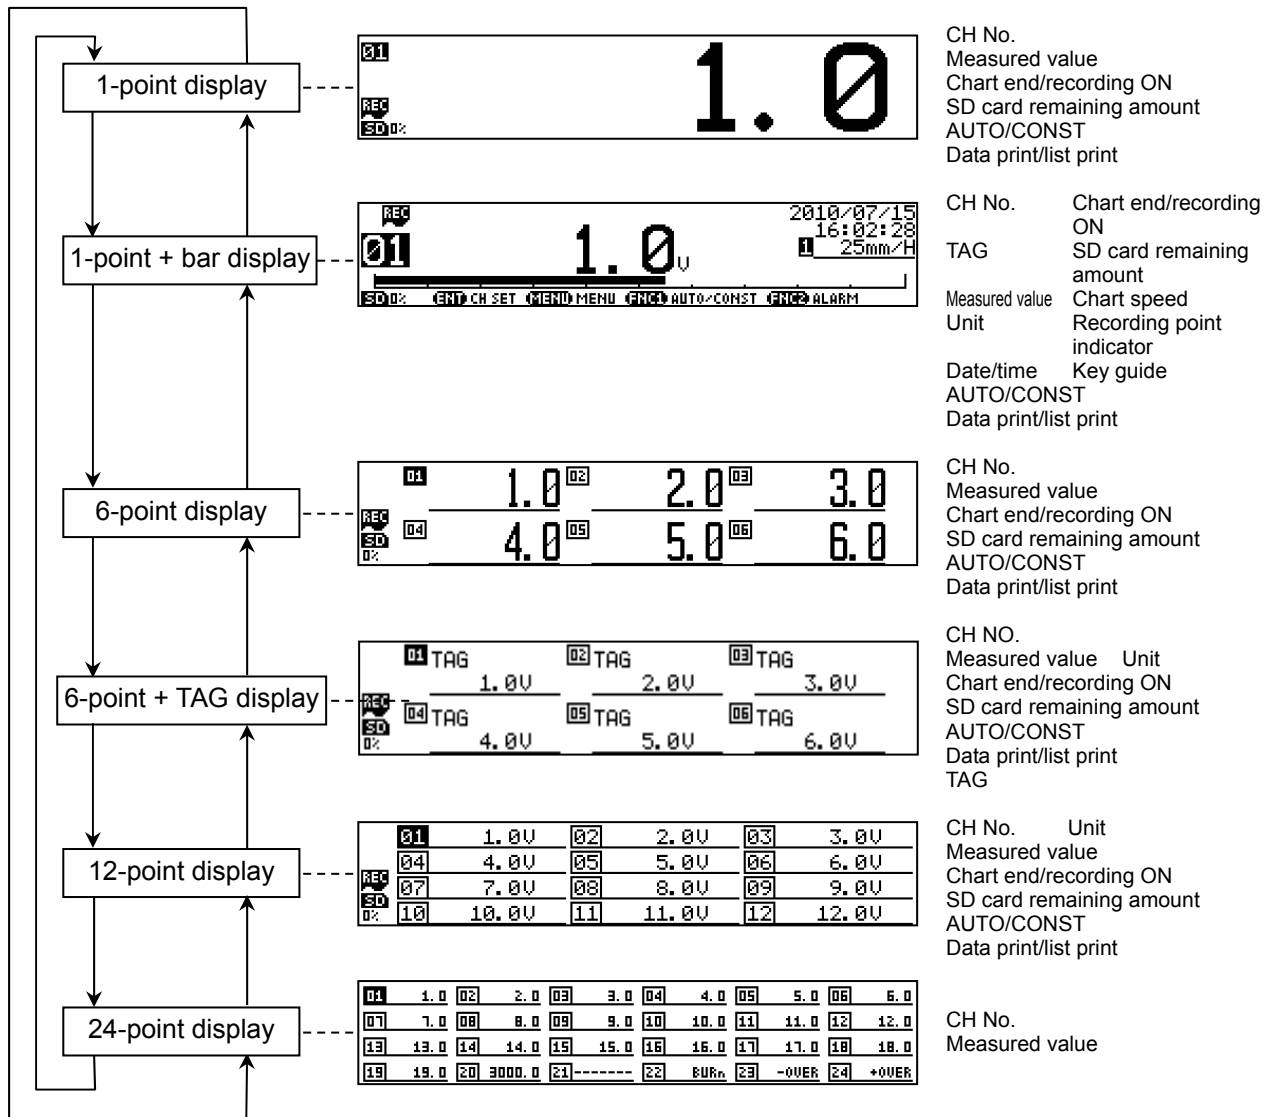 1-point display
01
REC
SD 0%
1.0
CH No.
Measured value
Chart end/recording ON
SD card remaining amount
AUTO/CONST
Data print/list print
1-point + bar display
REC
2010/07/15
16:02:28
01
1.0 V
1 25mm/H
SD 0% ENT CH SET MENU MENU FNC1 AUTO/CONST FNC2 ALARM
CH No. Chart end/recording
ON
TAG SD card remaining
amount
Measured value Chart speed
Unit Recording point
indicator
Date/time Key guide
AUTO/CONST
Data print/list print
6-point display
01 1.0 02 2.0 03 3.0
REC
SD
0%
04 4.0 05 5.0 06 6.0
CH No.
Measured value
Chart end/recording ON
SD card remaining amount
AUTO/CONST
Data print/list print
6-point + TAG display
01 TAG 02 TAG 03 TAG
1.0V 2.0V 3.0V
REC
SD
0%
04 TAG 05 TAG 06 TAG
4.0V 5.0V 6.0V
CH NO.
Measured value Unit
Chart end/recording ON
SD card remaining amount
AUTO/CONST
Data print/list print
TAG
12-point display
01 1.0V 02 2.0V 03 3.0V
04 4.0V 05 5.0V 06 6.0V
REC
07 7.0V 08 8.0V 09 9.0V
SD
0%
10 10.0V 11 11.0V 12 12.0V
CH No. Unit
Measured value
Chart end/recording ON
SD card remaining amount
AUTO/CONST
Data print/list print
24-point display
01 1.0 02 2.0 03 3.0 04 4.0 05 5.0 06 6.0
07 7.0 08 8.0 09 9.0 10 10.0 11 11.0 12 12.0
13 13.0 14 14.0 15 15.0 16 16.0 17 17.0 18 18.0
19 19.0 20 3000.0 21 ------- 22 BURn 23 -OVER 24 +OVER
CH No.
Measured value